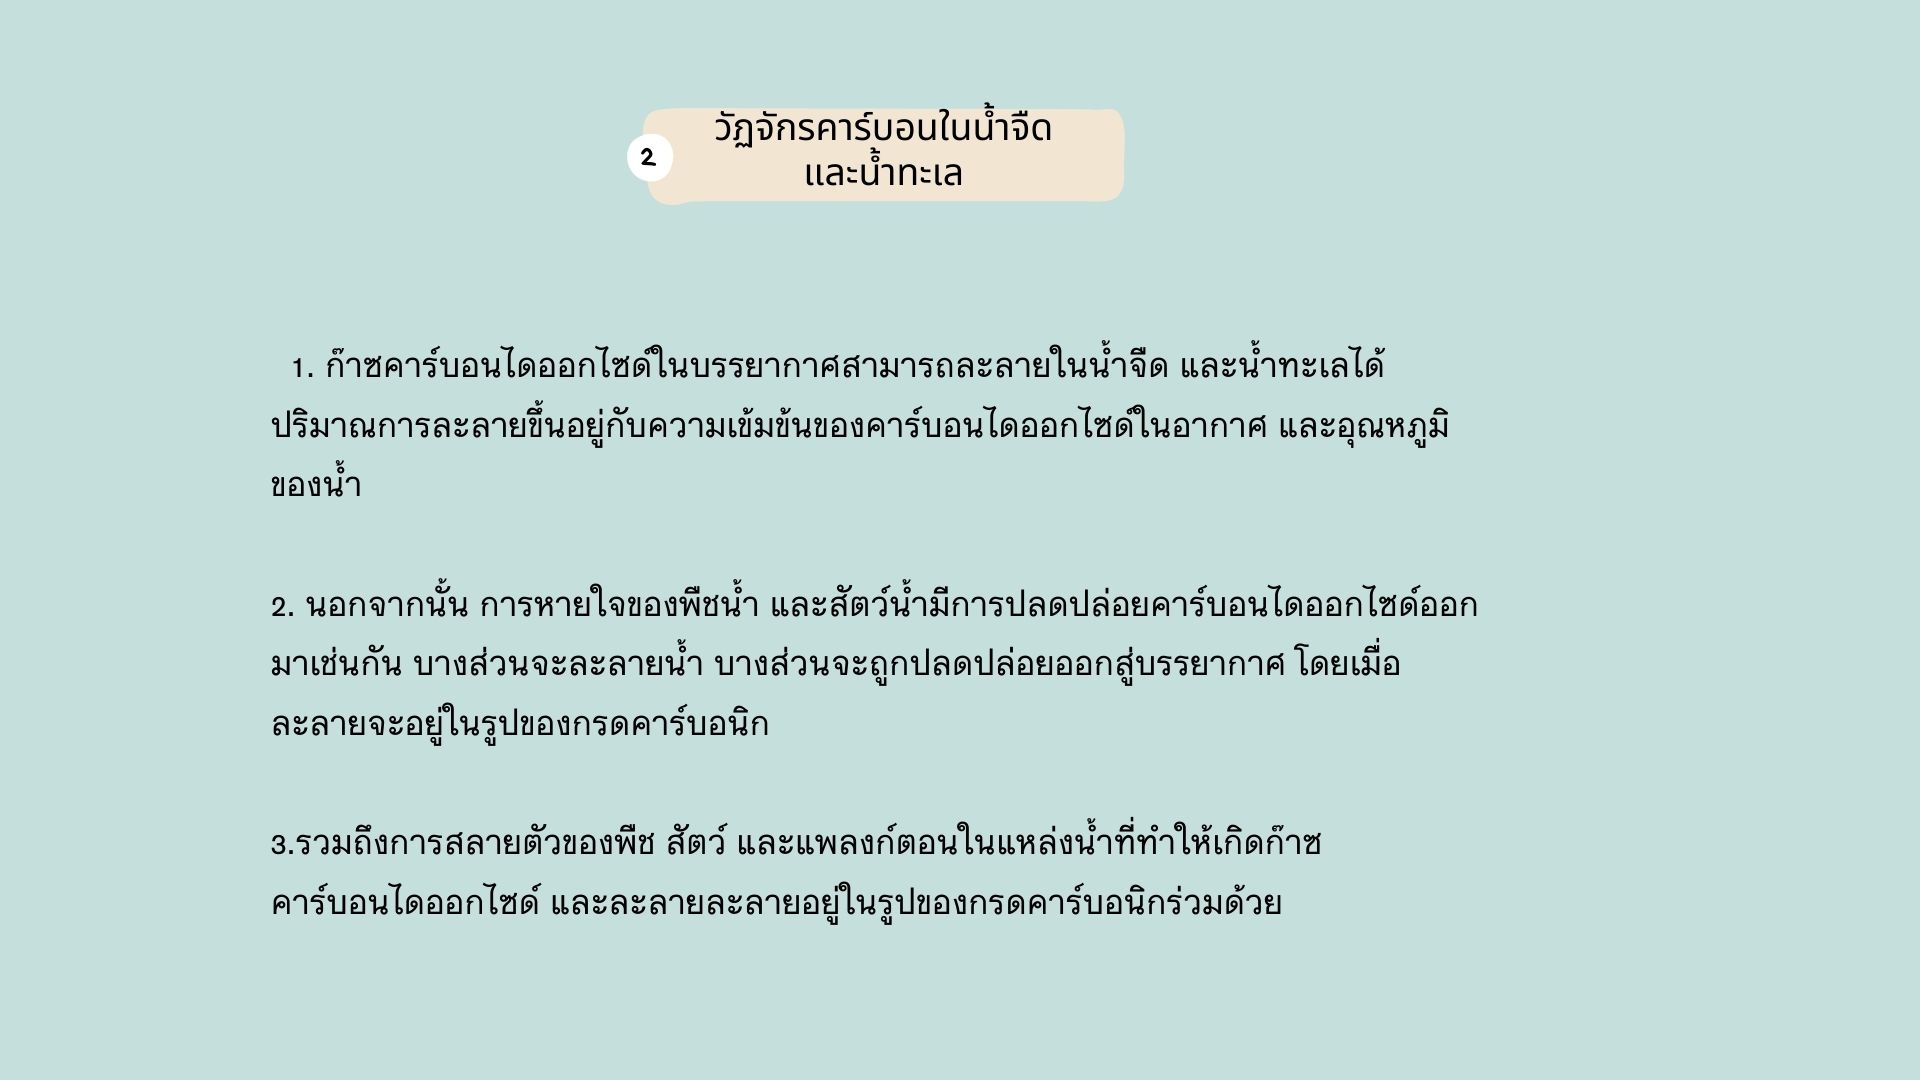 2
วัฏจักรคาร์บอนในน้ำจืด
และน้ำทะเล
1. ก๊าซคาร์บอนไดออกไซด์ในบรรยากาศสามารถละลายในน้ำจืด และน้ำทะเลได้
ปริมาณการละลายขึ้นอยู่กับความเข้มข้นของคาร์บอนไดออกไซด์ในอากาศ และอุณหภูมิ
ของน้ำ
2. นอกจากนั้น การหายใจของพืชน้ำ และสัตว์น้ำมีการปลดปล่อยคาร์บอนไดออกไซด์ออก
มาเช่นกัน บางส่วนจะละลายน้ำ บางส่วนจะถูกปลดปล่อยออกสู่บรรยากาศ โดยเมื่อ
ละลายจะอยู่ในรูปของกรดคาร์บอนิก
3.รวมถึงการสลายตัวของพืช สัตว์ และแพลงก์ตอนในแหล่งน้ำที่ทำให้เกิดก๊าซ
คาร์บอนไดออกไซด์ และละลายละลายอยู่ในรูปของกรดคาร์บอนิกร่วมด้วย